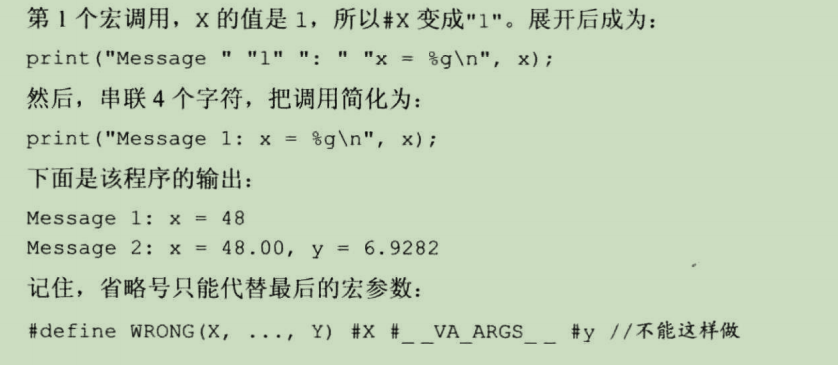 第 1 个宏调用，X 的值是 1，所以#X 变成"1"。展开后成为：
print("Message " "1" ": " "x = %g\n", x);
然后，串联 4 个字符，把调用简化为：
print("Message 1: x = %g\n", x);
下面是该程序的输出：
Message 1: x = 48
Message 2: x = 48.00, y = 6.9282
记住，省略号只能代替最后的宏参数：
#define WRONG(X, ..., Y) #X #_ _VA_ARGS_ _ #y //不能这样做